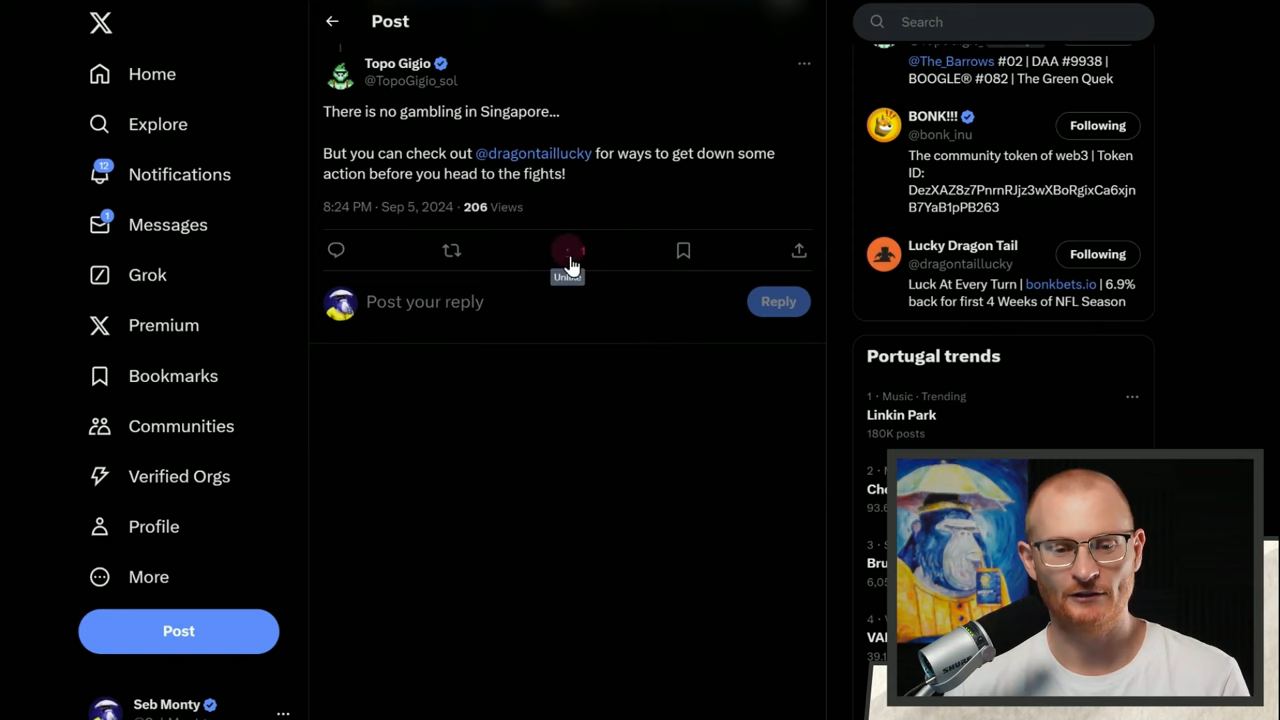 Post
Search
Home
Explore
12
Notifications
1
Messages
Grok
Premium
Bookmarks
Communities
Verified Orgs
Profile
More
Post
Seb Monty
Topo Gigio
@TopoGigio_sol
There is no gambling in Singapore...
But you can check out @dragontaillucky for ways to get down some
action before you head to the fights!
8:24 PM · Sep 5, 2024 · 206 Views
Post your reply
Reply
@The_Barrows #02 | DAA #9938 |
BOOGLE® #082 | The Green Quek
BONK!!!
@bonk_inu
Following
The community token of web3 | Token
ID:
DezXAZ8z7PnrnRJjz3wXBoRgixCa6xjn
B7YaB1pPB263
Lucky Dragon Tail
@dragontaillucky
Following
Luck At Every Turn | bonkbets.io | 6.9%
back for first 4 Weeks of NFL Season
Portugal trends
1 · Music · Trending
Linkin Park
180K posts
SHURE